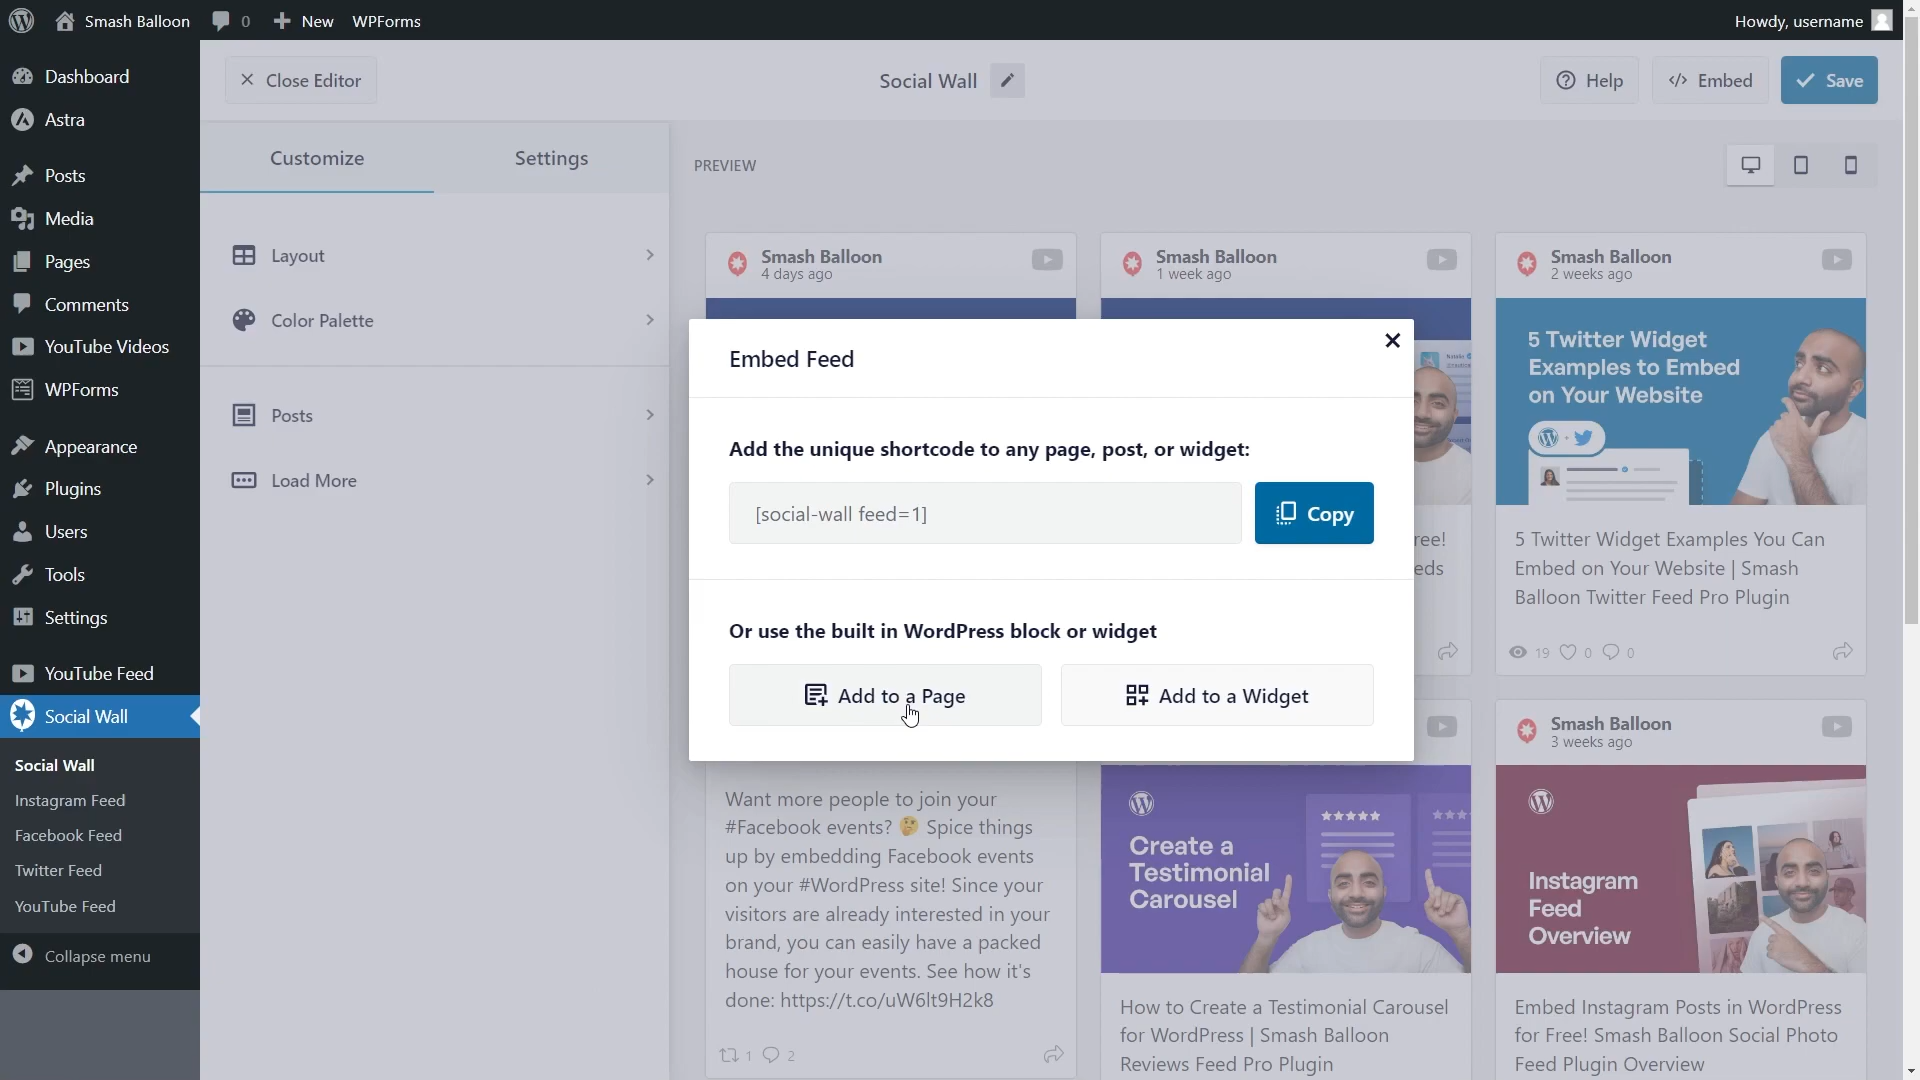 Smash Balloon
0
New
WPForms
Howdy, username
Dashboard
Astra
Posts
Media
Pages
Comments
YouTube Videos
WPForms
Appearance
Plugins
Users
Tools
Settings
YouTube Feed
Social Wall
Social Wall
Instagram Feed
Facebook Feed
Twitter Feed
YouTube Feed
Collapse menu
Close Editor
Social Wall
Help
Embed
Save
Customize
Settings
Layout
Color Palette
Posts
Load More
PREVIEW
Smash Balloon
4 days ago
Smash Balloon
1 week ago
Smash Balloon
2 weeks ago
5 Twitter Widget
Examples to Embed
on Your Website
ree!
eds
5 Twitter Widget Examples You Can
Embed on Your Website | Smash
Balloon Twitter Feed Pro Plugin
19 0 0
Embed Feed
Add the unique shortcode to any page, post, or widget:
[social-wall feed=1]
Copy
Or use the built in WordPress block or widget
Add to a Page
Add to a Widget
Want more people to join your
#Facebook events? 🤔 Spice things
up by embedding Facebook events
on your #WordPress site! Since your
visitors are already interested in your
brand, you can easily have a packed
house for your events. See how it's
done: https://t.co/uW6lt9H2k8
1 2
Create a
Testimonial
Carousel
How to Create a Testimonial Carousel
for WordPress | Smash Balloon
Reviews Feed Pro Plugin
Smash Balloon
3 weeks ago
Instagram
Feed
Overview
Embed Instagram Posts in WordPress
for Free! Smash Balloon Social Photo
Feed Plugin Overview